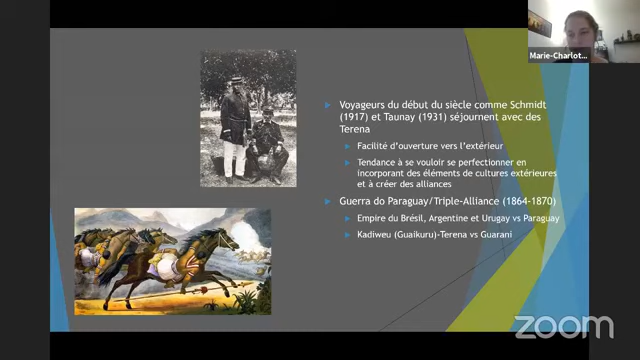 Marie-Charlot...
Voyageurs du début du siècle comme Schmidt
(1917) et Taunay (1931) séjournent avec des
Terena
Facilité d'ouverture vers l'extérieur
Tendance à se vouloir se perfectionner en
incorporant des éléments de cultures extérieures
et à créer des alliances
Guerra do Paraguay/Triple-Alliance (1864-1870)
Empire du Brésil, Argentine et Urugay vs Paraguay
Kadiweu (Guaikuru)-Terena vs Guarani
zoom